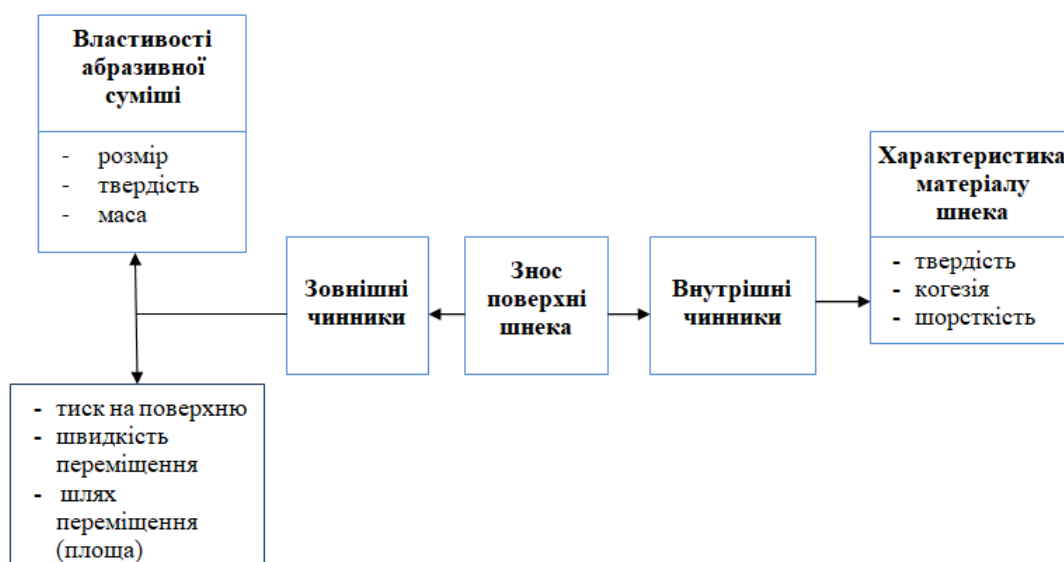 Властивості
абразивної
суміші
- розмір
- твердість
- маса
Зовнішні
чинники
Знос
поверхні
шнека
Внутрішні
чинники
Характеристика
матеріалу
шнека
- твердість
- когезія
- шорсткість
- тиск на поверхню
- швидкість
переміщення
- шлях
переміщення
(площа)